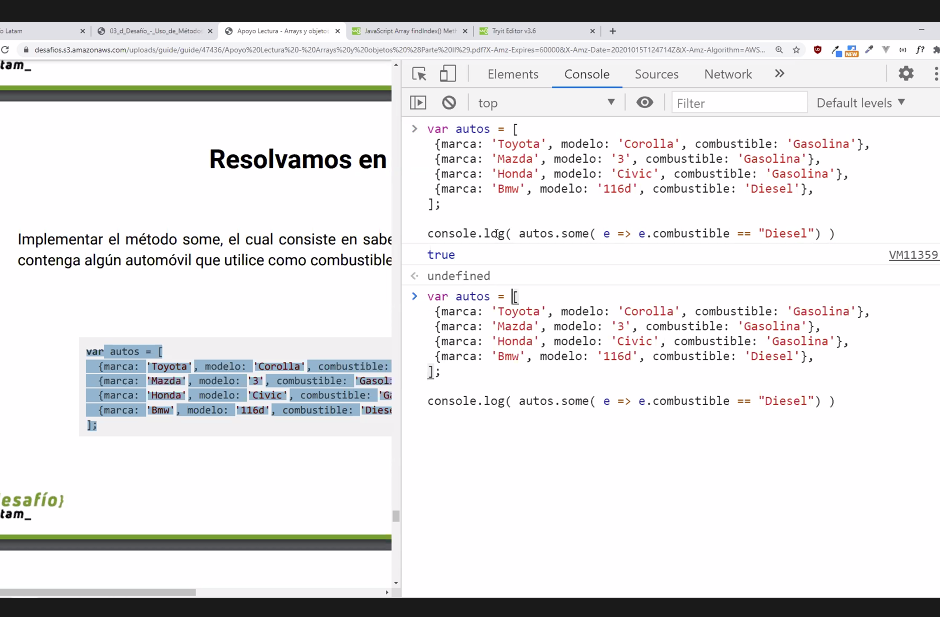 o Latam
03_d_Desafío_-_Uso_de_Métodos
Apoyo Lectura - Arrays y objeto
JavaScript Array findIndex() Meth
Tryit Editor v3.6
desafios.s3.amazonaws.com/uploads/guide/guide/47436/Apoyo%20Lectura%20-%20Arrays%20y%20objetos%20%28Parte%20II%29.pdf?X-Amz-Expires=60000&X-Amz-Date=20201015T124714Z&X-Amz-Algorithm=AWS...
NEW
f?
tam_
Resolvamos en
Implementar el método some, el cual consiste en sabe
contenga algún automóvil que utilice como combustible
var autos = [
{marca: 'Toyota', modelo: 'Corolla', combustible:
{marca: 'Mazda', modelo: '3', combustible: 'Gasoli
{marca: 'Honda', modelo: 'Civic', combustible: 'Ga
{marca: 'Bmw', modelo: '116d', combustible: 'Diese
];
esafío}
tam_
Elements
Console
Sources
Network
top
Filter
Default levels
var autos = [
{marca: 'Toyota', modelo: 'Corolla', combustible: 'Gasolina'},
{marca: 'Mazda', modelo: '3', combustible: 'Gasolina'},
{marca: 'Honda', modelo: 'Civic', combustible: 'Gasolina'},
{marca: 'Bmw', modelo: '116d', combustible: 'Diesel'},
];
console.log( autos.some( e => e.combustible == "Diesel") )
true
VM11359
undefined
var autos = [
{marca: 'Toyota', modelo: 'Corolla', combustible: 'Gasolina'},
{marca: 'Mazda', modelo: '3', combustible: 'Gasolina'},
{marca: 'Honda', modelo: 'Civic', combustible: 'Gasolina'},
{marca: 'Bmw', modelo: '116d', combustible: 'Diesel'},
];
console.log( autos.some( e => e.combustible == "Diesel") )